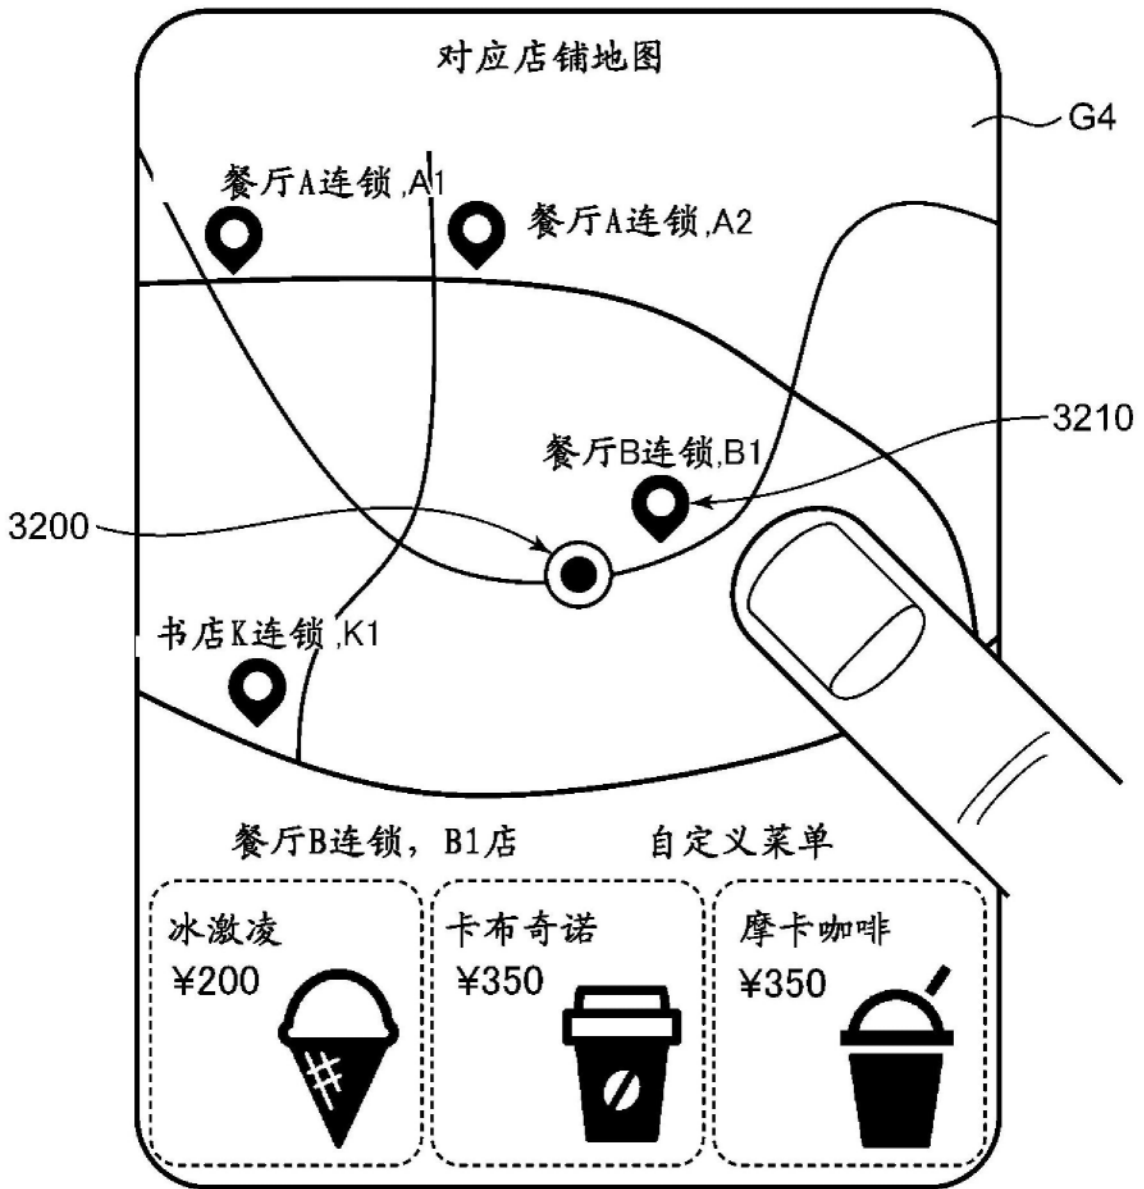 对应店铺地图
G4
餐厅A连锁,A1
餐厅A连锁,A2
3210
餐厅B连锁,B1
3200
书店K连锁,K1
餐厅B连锁，B1店 自定义菜单
冰激凌
¥200
卡布奇诺
¥350
摩卡咖啡
¥350